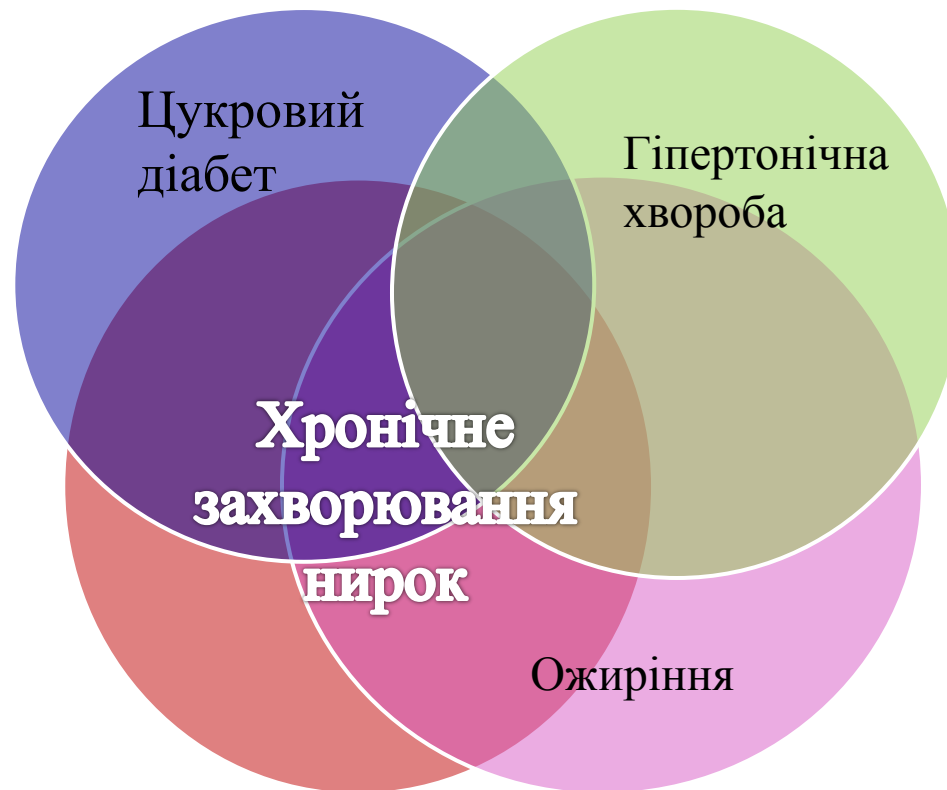 Цукровий
діабет
Гіпертонічна
хвороба
Хронічне
захворювання
нирок
Ожиріння